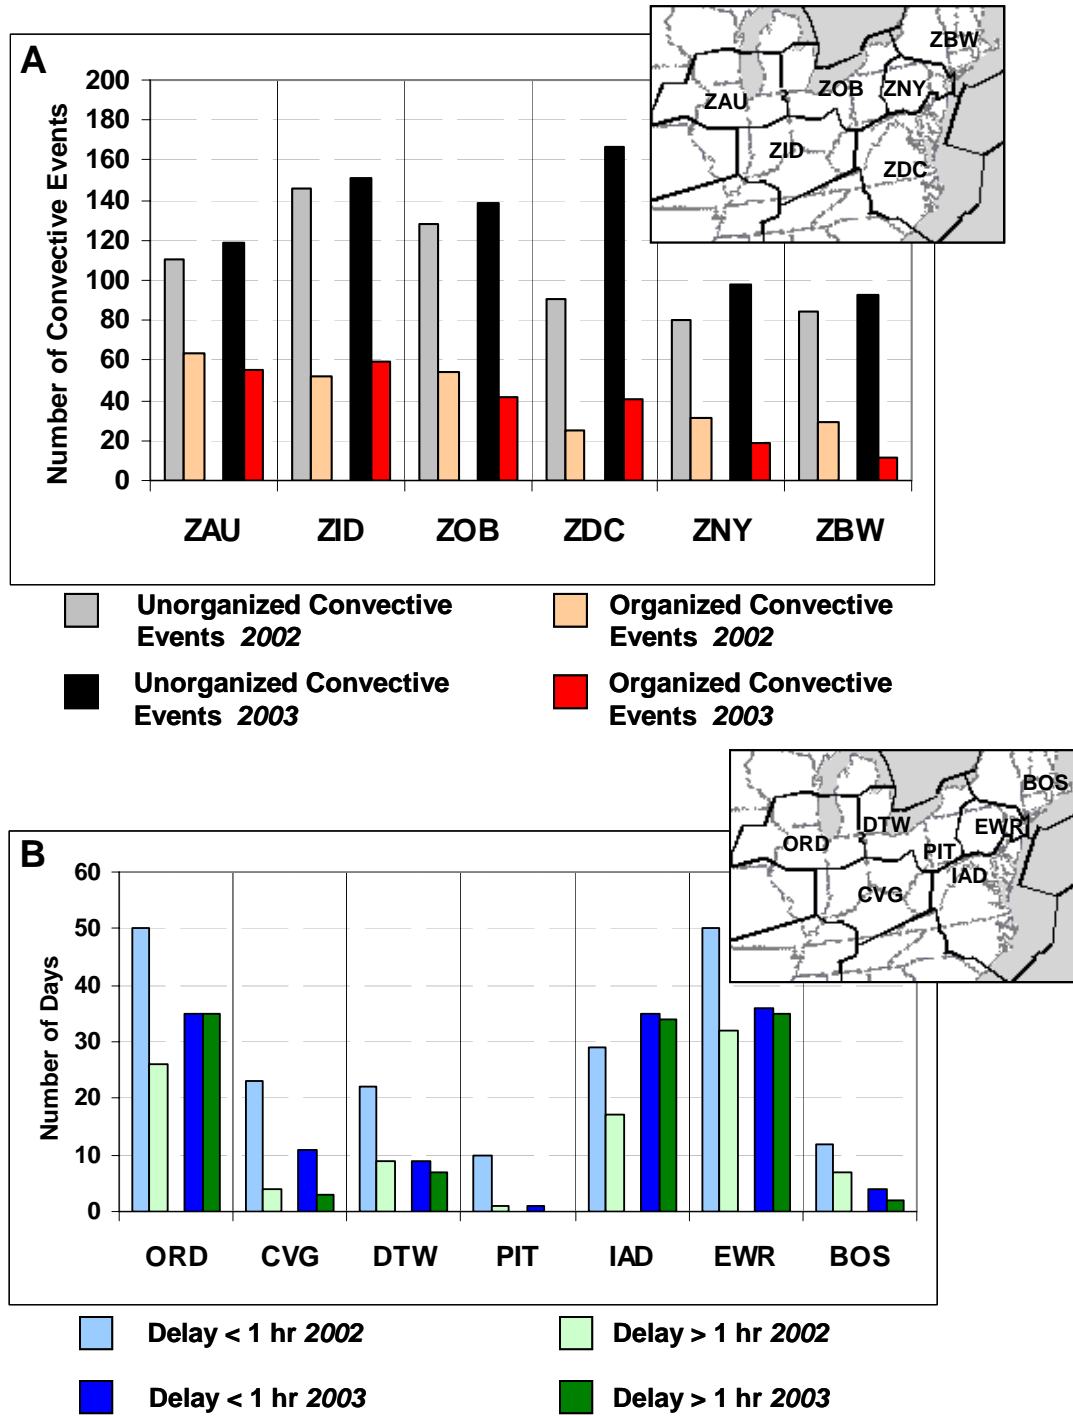 A
Number of Convective Events
200
180
160
140
120
100
80
60
40
20
0
ZAU ZID ZOB ZDC ZNY ZBW
ZBW
ZAU ZOB ZNY
ZID
ZDC
Unorganized Convective
Events 2002
Organized Convective
Events 2002
Unorganized Convective
Events 2003
Organized Convective
Events 2003
B
Number of Days
60
50
40
30
20
10
0
ORD CVG DTW PIT IAD EWR BOS
BOS
DTW EWR
ORD PIT
IAD
CVG
Delay < 1 hr 2002
Delay > 1 hr 2002
Delay < 1 hr 2003
Delay > 1 hr 2003